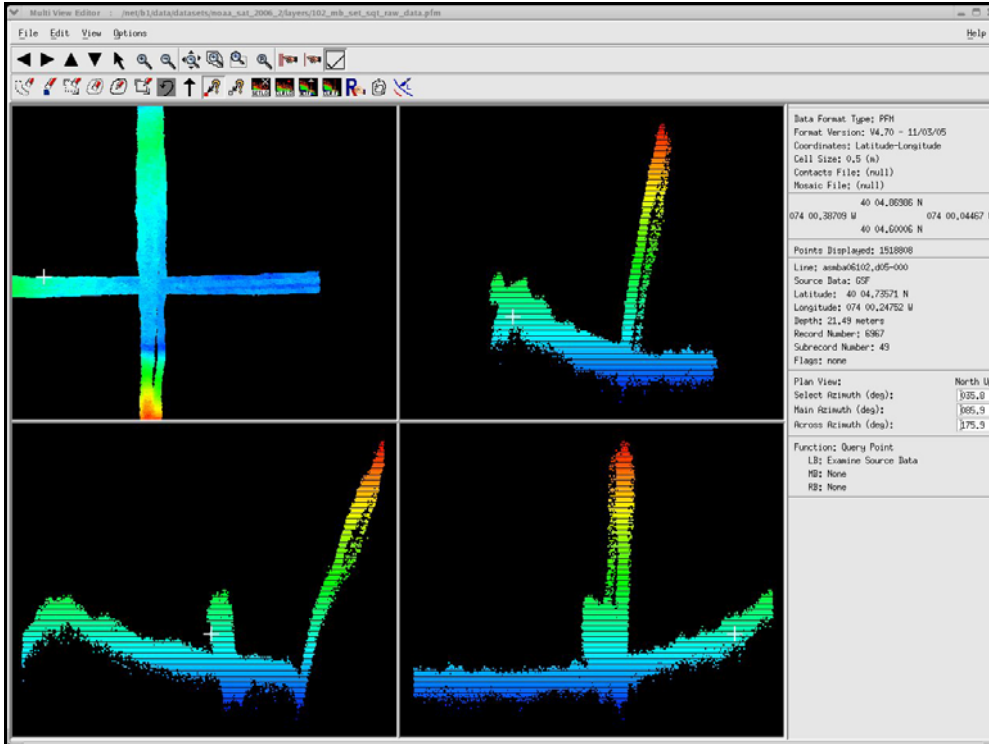 Multi View Editor : /net/b1/data/datasets/noaa_sat_2006_2/layers/102_mb_set_sqt_raw_data.pfm
File Edit View Options Help
Data Format Type: PFM
Format Version: V4.70 - 11/03/05
Coordinates: Latitude-Longitude
Cell Size: 0.5 (m)
Contacts File: (null)
Mosaic File: (null)
40 04.86986 N
074 00.38709 W 074 00.04467
40 04.60006 N
Points Displayed: 1518808
Line: asmba06102.d05-000
Source Data: GSF
Latitude: 40 04.73571 N
Longitude: 074 00.24752 W
Depth: 21.49 meters
Record Number: 6967
Subrecord Number: 49
Flags: none
Plan View: North U
Select Azimuth (deg): 035.8
Main Azimuth (deg): 085.9
Across Azimuth (deg): 175.9
Function: Query Point
LB: Examine Source Data
MB: None
RB: None